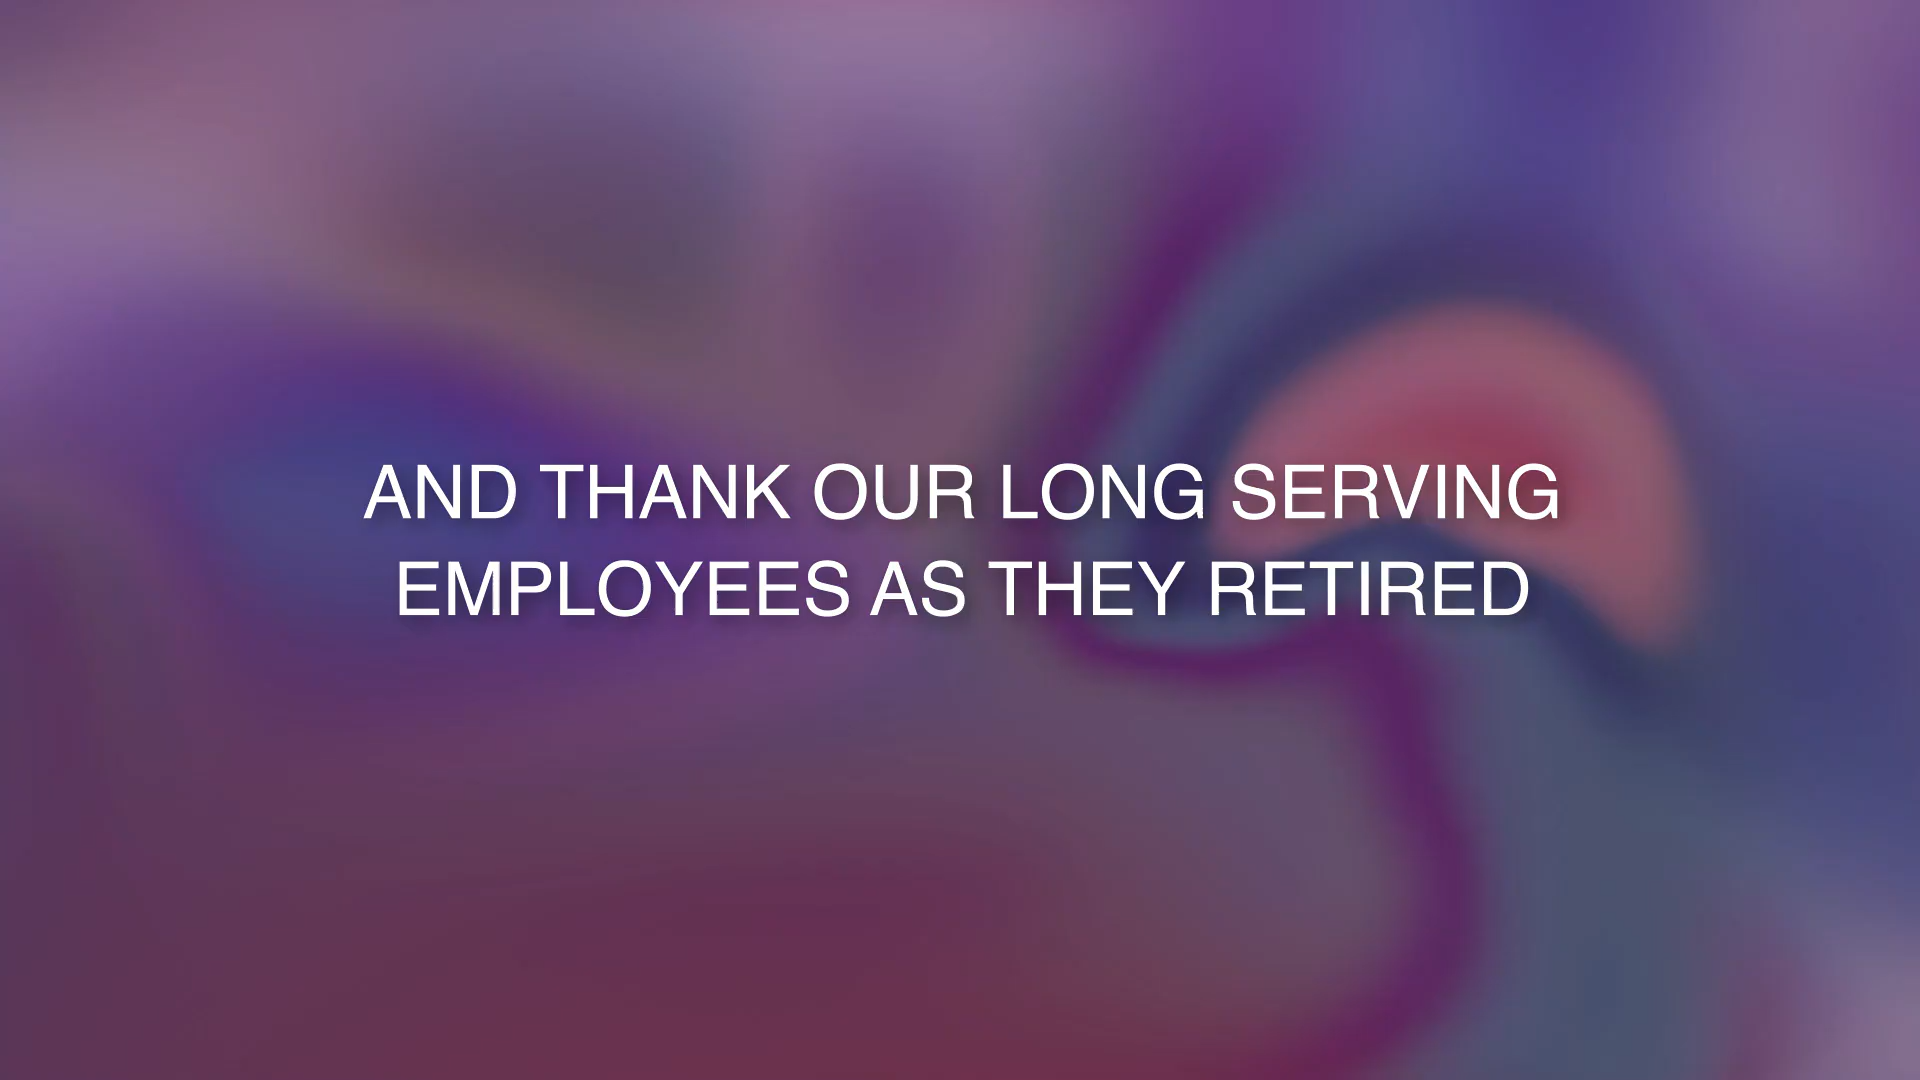 AND THANK OUR LONG SERVING
EMPLOYEES AS THEY RETIRED